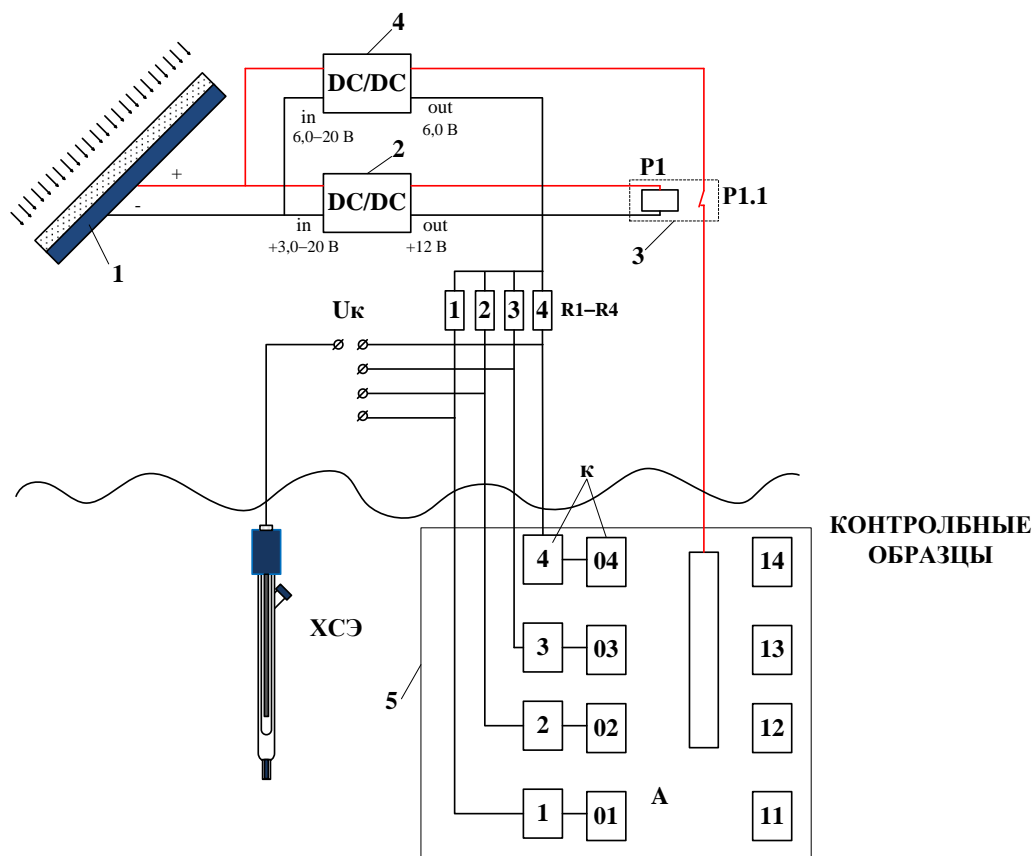 4
DC/DC
in
out
6,0–20 В
6,0 В
2
+
-
DC/DC
in
out
+3,0–20 В
+12 В
P1
P1.1
3
1
1
2
3
4
R1–R4
Uк
к
КОНТРОЛБНЫЕ
ОБРАЗЦЫ
4
04
14
ХСЭ
3
03
13
5
2
02
12
А
1
01
11